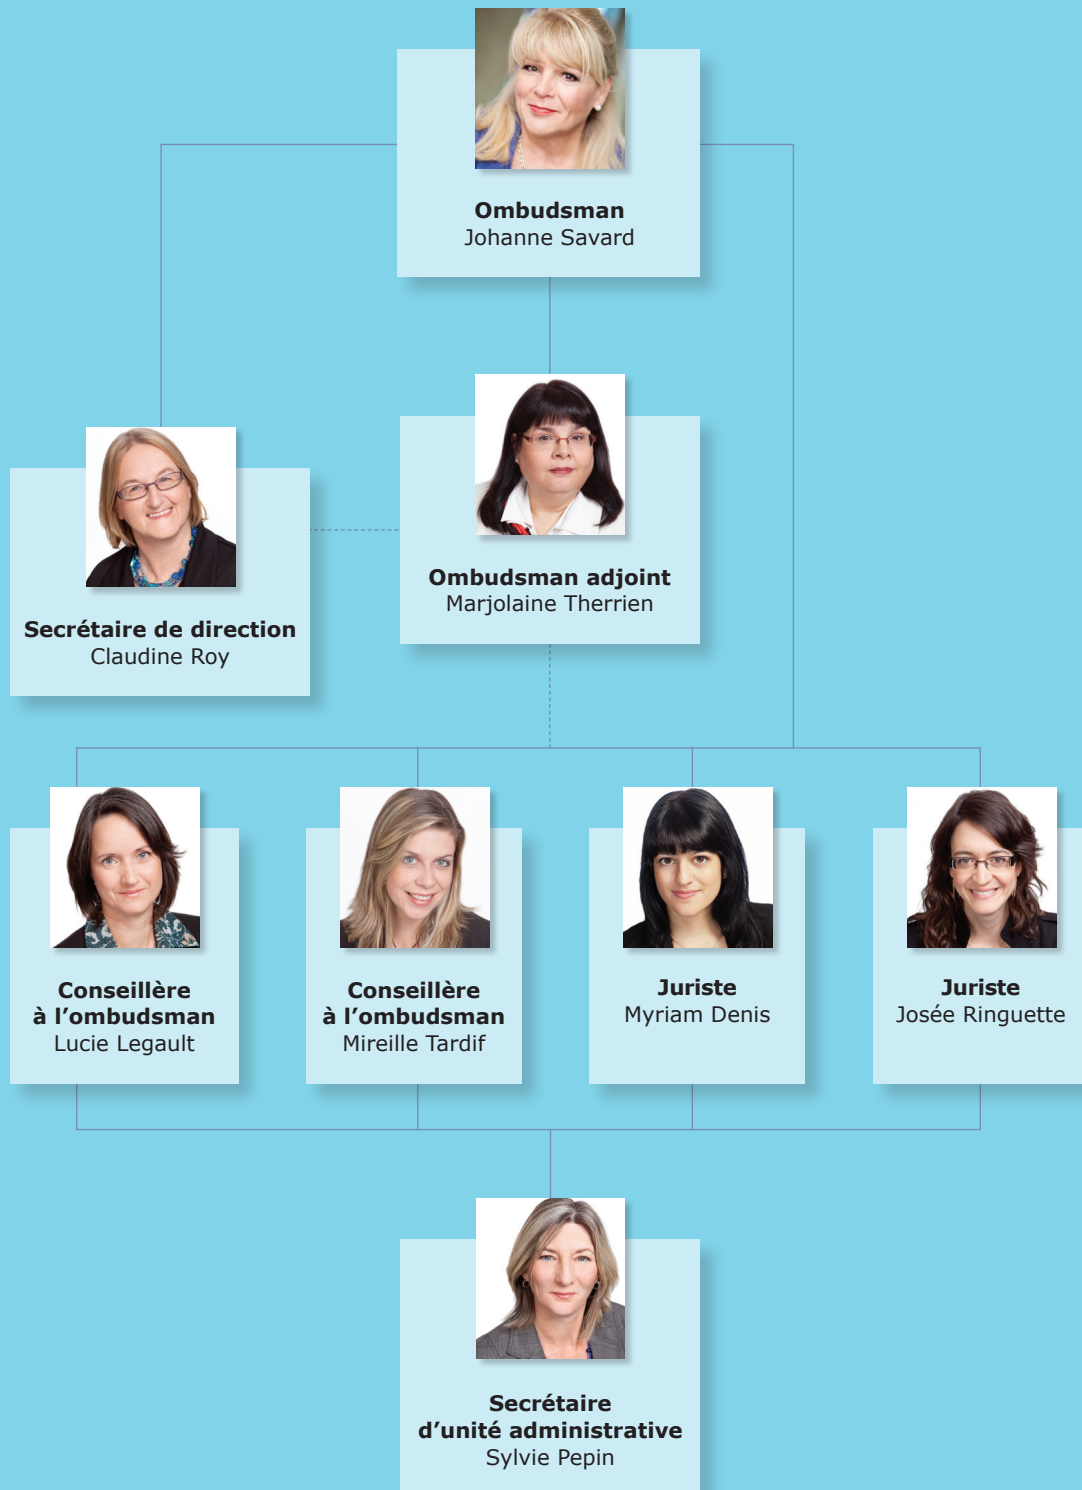 Ombudsman
Johanne Savard
Ombudsman adjoint
Marjolaine Therrien
Secrétaire de direction
Claudine Roy
Conseillère
à l’ombudsman
Lucie Legault
Conseillère
à l’ombudsman
Mireille Tardif
Juriste
Myriam Denis
Juriste
Josée Ringuette
Secrétaire
d’unité administrative
Sylvie Pepin